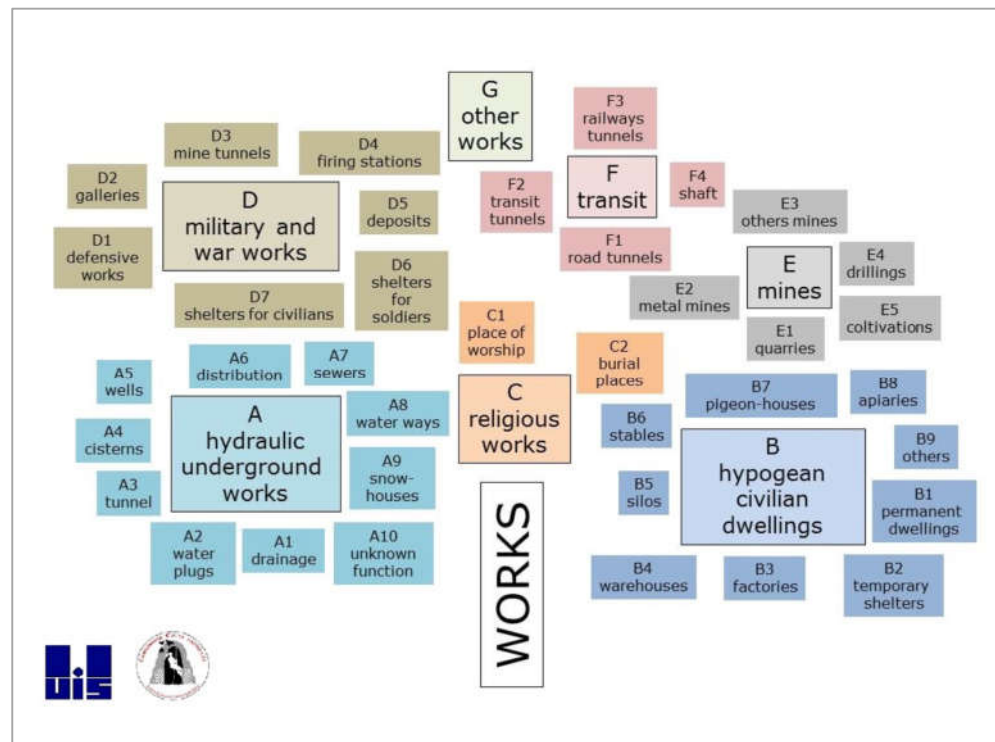 G
other
works
F3
railways
tunnels
D3
mine tunnels
D4
firing stations
D2
galleries
D
military and
war works
D5
deposits
F2
transit
tunnels
F
transit
F4
shaft
E3
others mines
D1
defensive
works
F1
road tunnels
E
mines
E4
drillings
D6
shelters
for
soldiers
E2
metal mines
D7
shelters for civilians
E5
coltivations
C1
place of
worship
E1
quarries
C2
burial
places
A5
wells
A6
distribution
A7
sewers
B7
pigeon-houses
B8
apiaries
A
hydraulic
underground
works
A8
water ways
C
religious
works
B6
stables
B
hypogean
civilian
dwellings
B9
others
A4
cisterns
A9
snow-
houses
A3
tunnel
B5
silos
B1
permanent
dwellings
A2
water
plugs
A1
drainage
A10
unknown
function
WORKS
B4
warehouses
B3
factories
B2
temporary
shelters
uis